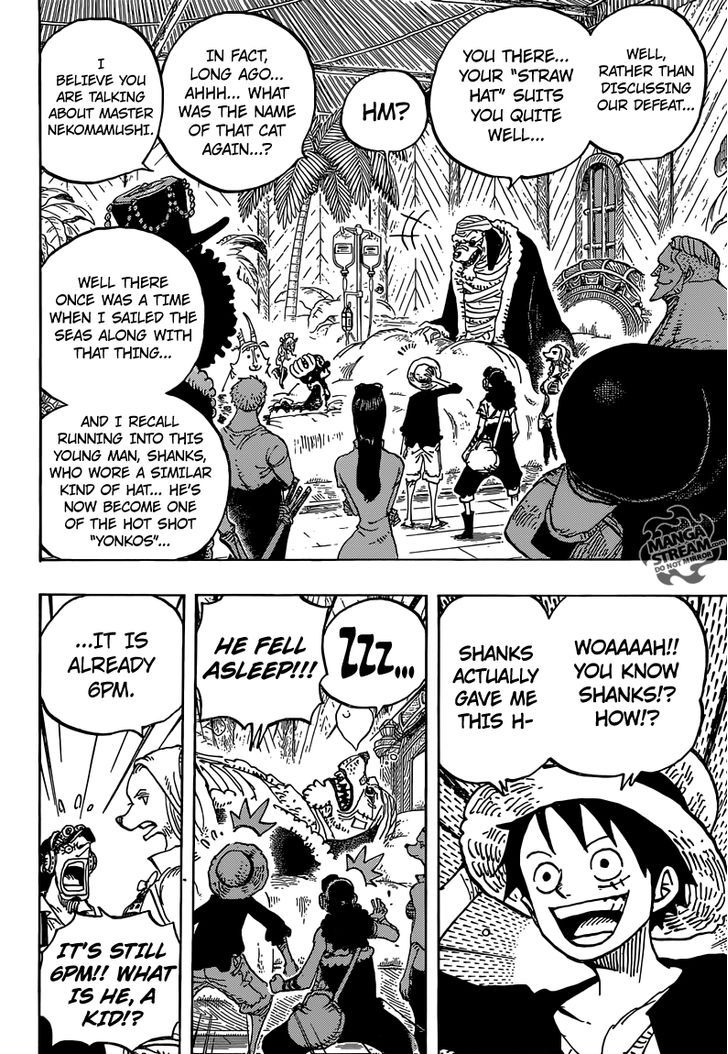 WELL,
RATHER THAN
DISCUSSING
OUR DEFEAT...
YOU THERE...
YOUR "STRAW
HAT" SUITS
YOU QUITE
WELL...
HM?
IN FACT,
LONG AGO...
AHHH... WHAT
WAS THE NAME
OF THAT CAT
AGAIN...?
I
BELIEVE YOU
ARE TALKING
ABOUT MASTER
NEKOMAMUSHI.
WELL THERE
ONCE WAS A TIME
WHEN I SAILED THE
SEAS ALONG WITH
THAT THING...
AND I RECALL
RUNNING INTO THIS
YOUNG MAN, SHANKS,
WHO WORE A SIMILAR
KIND OF HAT... HE'S
NOW BECOME ONE
OF THE HOT SHOT
"YONKOS"...
MANGA
STREAM.com
DO NOT MIRROR
WOAAAAH!!
YOU KNOW
SHANKS!?
HOW!?
SHANKS
ACTUALLY
GAVE ME
THIS H-
ZZZ...
HE FELL
ASLEEP!!!
...IT IS
ALREADY
6PM.
IT'S STILL
6PM!! WHAT
IS HE, A
KID!?